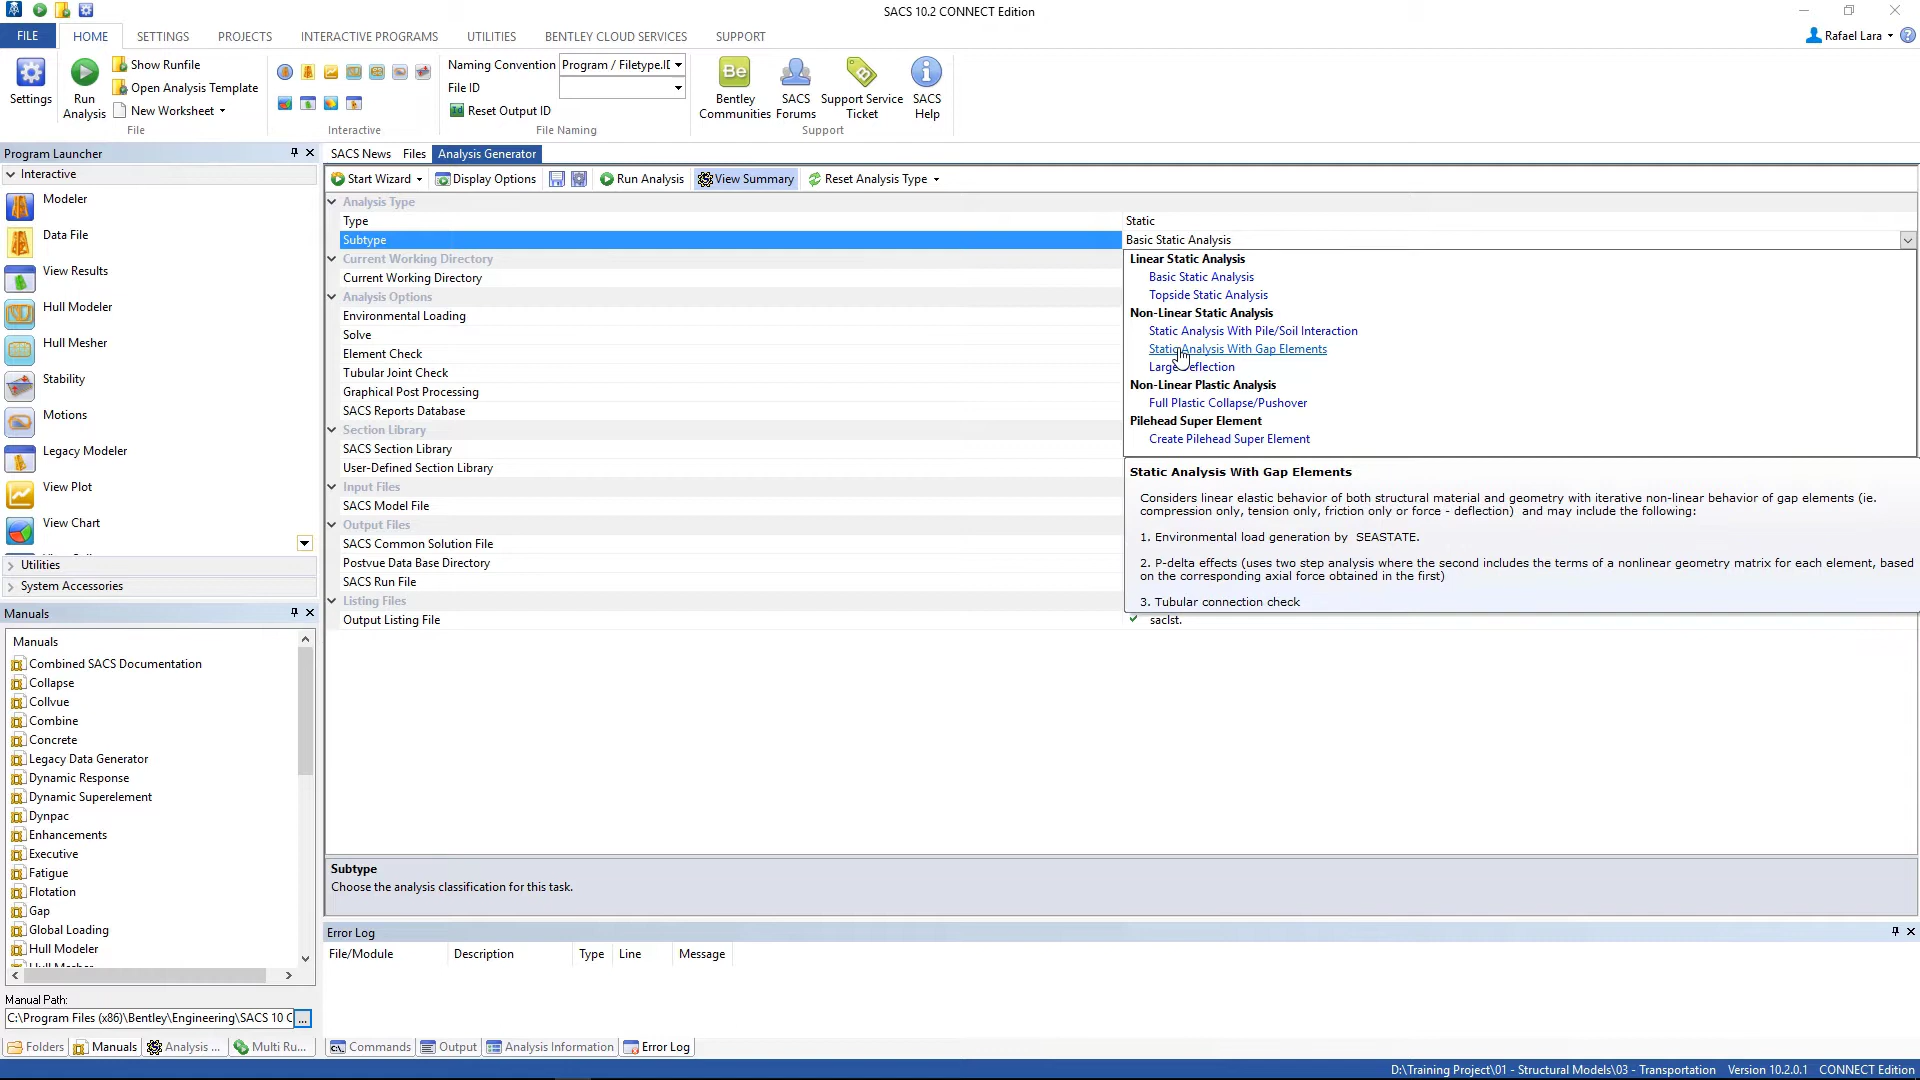 SACS 10.2 CONNECT Edition
FILE HOME SETTINGS PROJECTS INTERACTIVE PROGRAMS UTILITIES BENTLEY CLOUD SERVICES SUPPORT
Rafael Lara
Settings
Run
Analysis
Show Runfile
Open Analysis Template
New Worksheet
File
Interactive
Naming Convention Program / Filetype.IC
File ID
Reset Output ID
File Naming
Be
Bentley
Communities
SACS
Forums
Support Service
Ticket
SACS
Help
Support
Program Launcher
Interactive
Modeler
Data File
View Results
Hull Modeler
Hull Mesher
Stability
Motions
Legacy Modeler
View Plot
View Chart
Utilities
System Accessories
Manuals
Manuals
Combined SACS Documentation
Collapse
Collvue
Combine
Concrete
Legacy Data Generator
Dynamic Response
Dynamic Superelement
Dynpac
Enhancements
Executive
Fatigue
Flotation
Gap
Global Loading
Hull Modeler
Hull Mesher
Manual Path:
C:\Program Files (x86)\Bentley\Engineering\SACS 10 C ...
Folders Manuals Analysis ... Multi Ru...
SACS News Files Analysis Generator
Start Wizard Display Options Run Analysis View Summary Reset Analysis Type
Analysis Type
Type Static
Subtype Basic Static Analysis
Current Working Directory
Current Working Directory
Analysis Options
Environmental Loading
Solve
Element Check
Tubular Joint Check
Graphical Post Processing
SACS Reports Database
Section Library
SACS Section Library
User-Defined Section Library
Input Files
SACS Model File
Output Files
SACS Common Solution File
Postvue Data Base Directory
SACS Run File
Listing Files
Output Listing File saclst.
Linear Static Analysis
Basic Static Analysis
Topside Static Analysis
Non-Linear Static Analysis
Static Analysis With Pile/Soil Interaction
Static Analysis With Gap Elements
Large Deflection
Non-Linear Plastic Analysis
Full Plastic Collapse/Pushover
Pilehead Super Element
Create Pilehead Super Element
Static Analysis With Gap Elements
Considers linear elastic behavior of both structural material and geometry with iterative non-linear behavior of gap elements (ie.
compression only, tension only, friction only or force - deflection) and may include the following:
1. Environmental load generation by SEASTATE.
2. P-delta effects (uses two step analysis where the second includes the terms of a nonlinear geometry matrix for each element, based
on the corresponding axial force obtained in the first)
3. Tubular connection check
Subtype
Choose the analysis classification for this task.
Error Log
File/Module Description Type Line Message
Commands Output Analysis Information Error Log
D:\Training Project\01 - Structural Models\03 - Transportation Version 10.2.0.1 CONNECT Edition